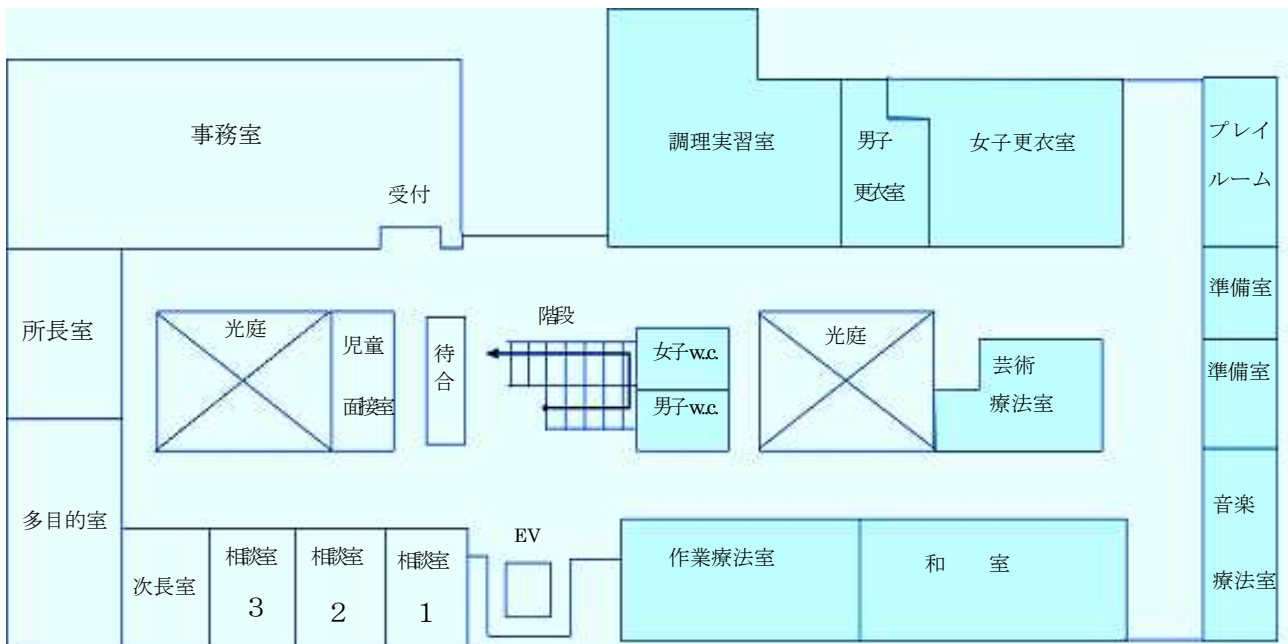 事務室
受付
調理実習室
男子
更衣室
女子更衣室
プレイ
ルーム
所長室
光庭
児童
面接室
待
合
階段
女子w.c.
男子w.c.
光庭
芸術
療法室
準備室
準備室
多目的室
次長室
相談室
3
相談室
2
相談室
1
EV
作業療法室
和 室
音楽
療法室